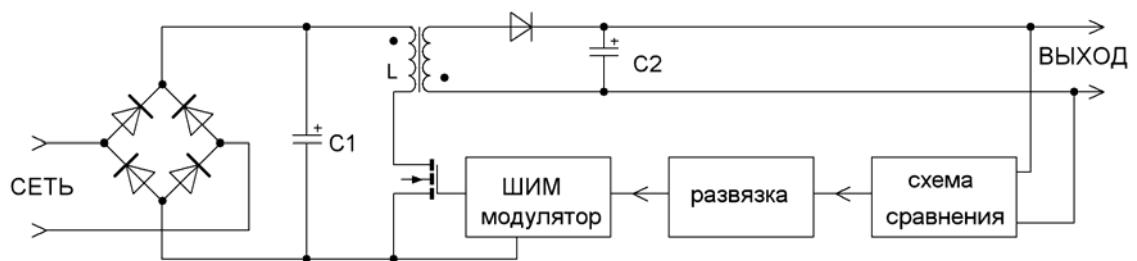 +
C2
ВЫХОД
L
+
C1
СЕТЬ
ШИМ
модулятор
развязка
схема
сравнения